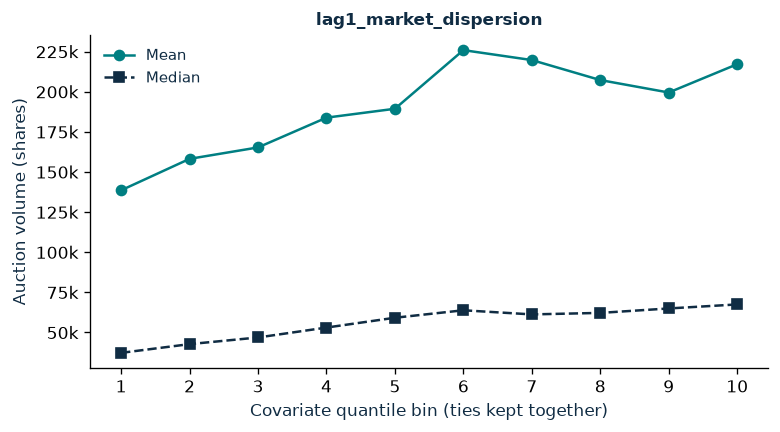 lag1_market_dispersion
Mean
Median
Auction volume (shares)
225k
200k
175k
150k
125k
100k
75k
50k
1 2 3 4 5 6 7 8 9 10
Covariate quantile bin (ties kept together)